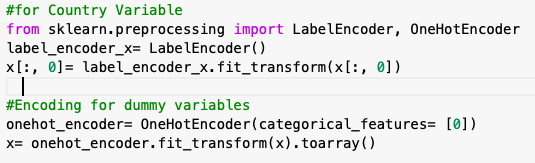 #for Country Variable
from sklearn.preprocessing import LabelEncoder, OneHotEncoder
label_encoder_x= LabelEncoder()
x[:, 0]= label_encoder_x.fit_transform(x[:, 0])
#Encoding for dummy variables
onehot_encoder= OneHotEncoder(categorical_features= [0])
x= onehot_encoder.fit_transform(x).toarray()